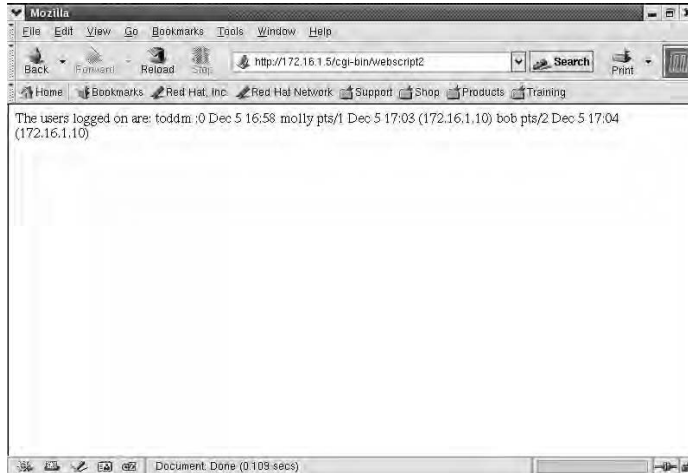 Mozilla
File Edit View Go Bookmarks Tools Window Help
Back Forward Reload Stop http://172.16.1.5/cgi-bin/webscript2 Search Print
Home Bookmarks Red Hat, Inc. Red Hat Network Support Shop Products Training
The users logged on are: toddm :0 Dec 5 16:58 molly pts/1 Dec 5 17:03 (172.16.1.10) bob pts/2 Dec 5 17:04
(172.16.1.10)
Document: Done (0.109 secs)